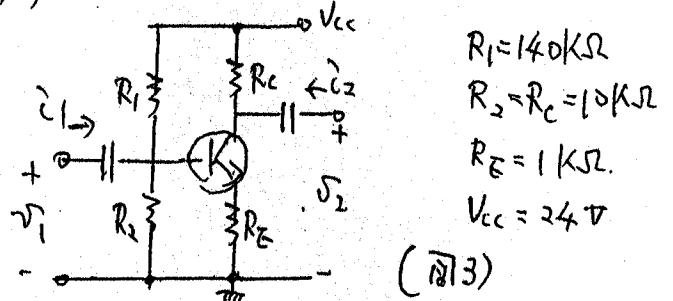 Vcc
R1
Rc
←i2
i1→
+
+
v1
R2
RE
v2
-
-
R1=140KΩ
R2=Rc=10KΩ
RE=1KΩ.
Vcc=24V
(図3)